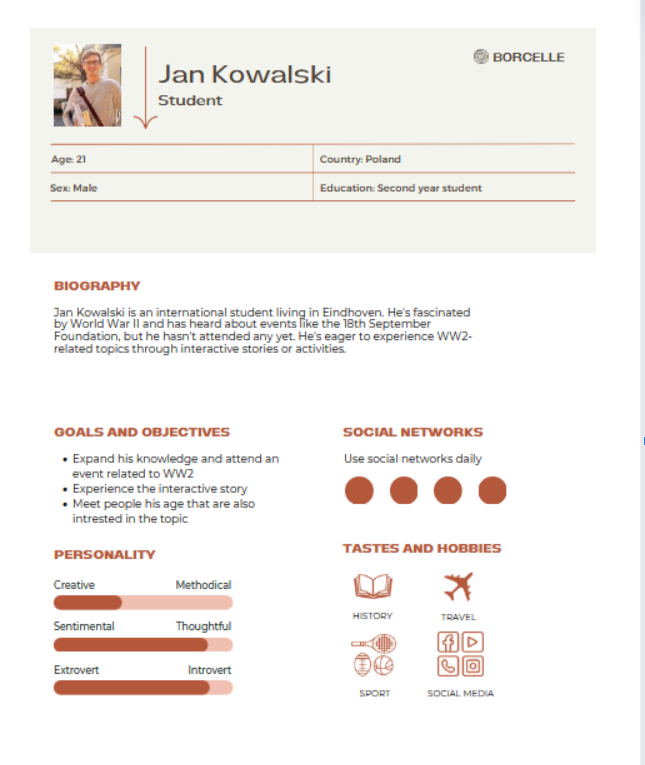 BORCELLE
Jan Kowalski
Student
Age: 21
Country: Poland
Sex: Male
Education: Second year student
BIOGRAPHY
Jan Kowalski is an international student living in Eindhoven. He's fascinated
by World War II and has heard about events like the 18th September
Foundation, but he hasn't attended any yet. He's eager to experience WW2-
related topics through interactive stories or activities.
GOALS AND OBJECTIVES
• Expand his knowledge and attend an
event related to WW2
• Experience the interactive story
• Meet people his age that are also
intrested in the topic
SOCIAL NETWORKS
Use social networks daily
PERSONALITY
Creative Methodical
Sentimental Thoughtful
Extrovert Introvert
TASTES AND HOBBIES
HISTORY
TRAVEL
SPORT
SOCIAL MEDIA